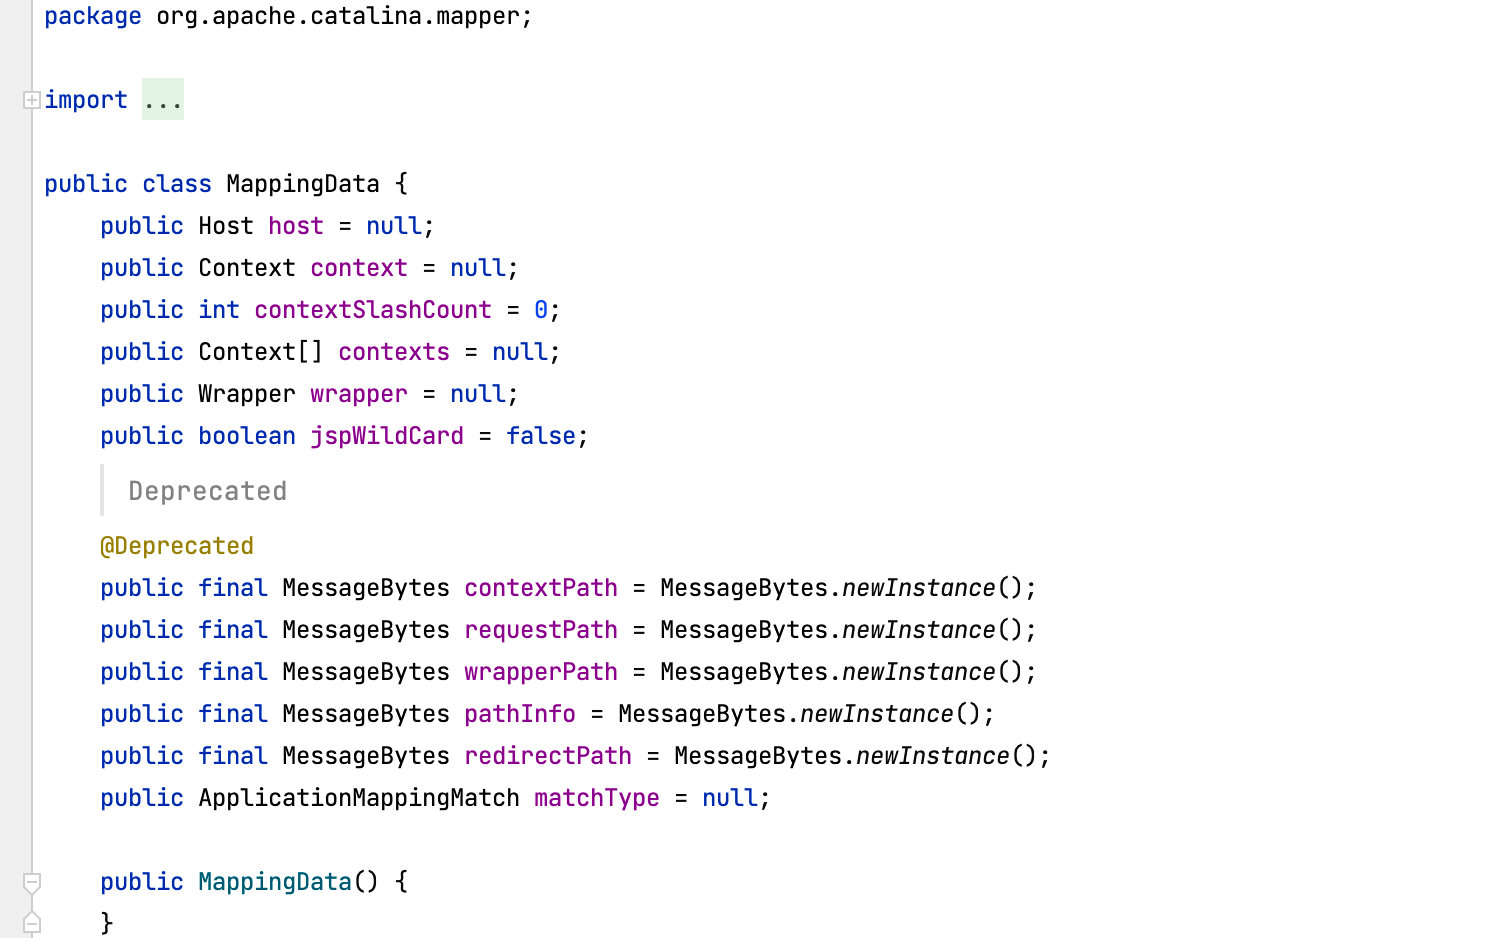 package org.apache.catalina.mapper;
import ...
public class MappingData {
public Host host = null;
public Context context = null;
public int contextSlashCount = 0;
public Context[] contexts = null;
public Wrapper wrapper = null;
public boolean jspWildCard = false;
Deprecated
@Deprecated
public final MessageBytes contextPath = MessageBytes.newInstance();
public final MessageBytes requestPath = MessageBytes.newInstance();
public final MessageBytes wrapperPath = MessageBytes.newInstance();
public final MessageBytes pathInfo = MessageBytes.newInstance();
public final MessageBytes redirectPath = MessageBytes.newInstance();
public ApplicationMappingMatch matchType = null;
public MappingData() {
}